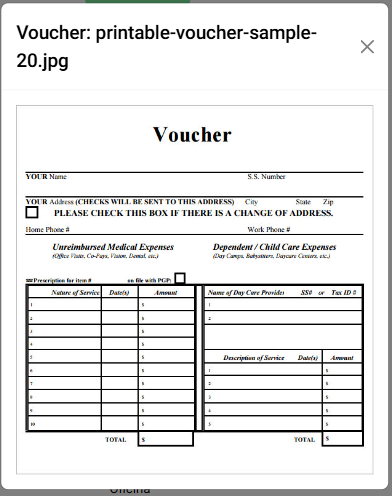 Voucher: printable-voucher-sample-
20.jpg
Voucher
YOUR Name S.S. Number
YOUR Address (CHECKS WILL BE SENT TO THIS ADDRESS) City State Zip
PLEASE CHECK THIS BOX IF THERE IS A CHANGE OF ADDRESS.
Home Phone # Work Phone #
Unreimbursed Medical Expenses Dependent / Child Care Expenses
(Office Visits, Co-Pays, Vision, Dental, etc.) (Day Camps, Babysitters, Daycare Centers, etc.)
Prescription for item # on file with PGP:
Nature of Service Date(s) Amount Name of Day Care Provider SS# or Tax ID #
1 $ 1
2 $ 2
3 $
4 $
Description of Service Date(s) Amount
5 $
6 $ 1 $
7 $ 2 $
8 $ 3 $
9 $ 4 $
10 $ 5 $
TOTAL $ TOTAL $
Oficina